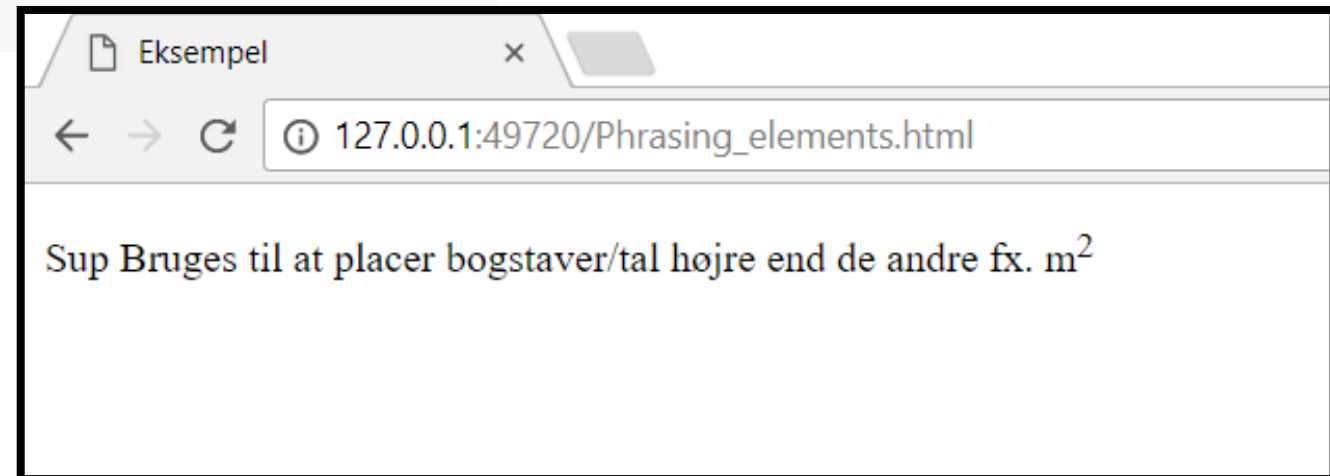 Eksempel
127.0.0.1:49720/Phrasing_elements.html
Sup Bruges til at placer bogstaver/tal højre end de andre fx. m²